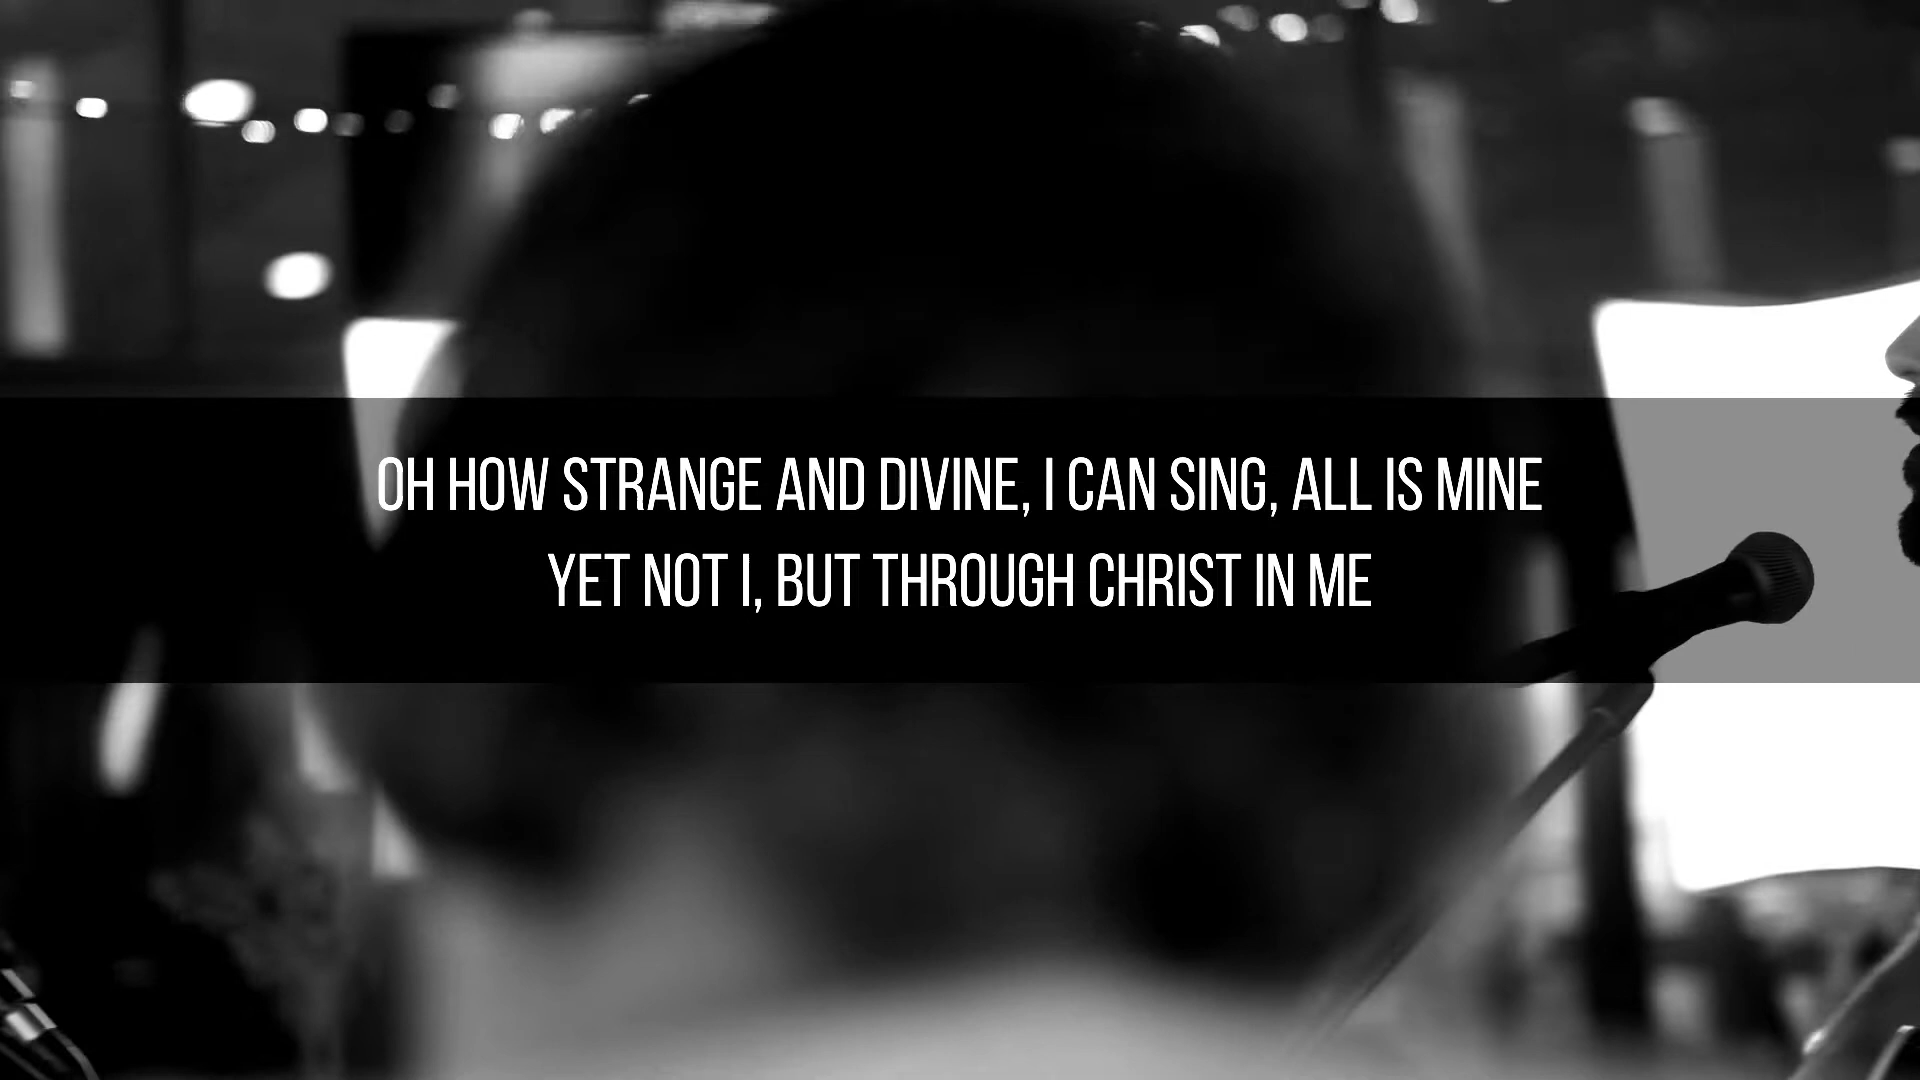 OH HOW STRANGE AND DIVINE, I CAN SING, ALL IS MINE
YET NOT I, BUT THROUGH CHRIST IN ME